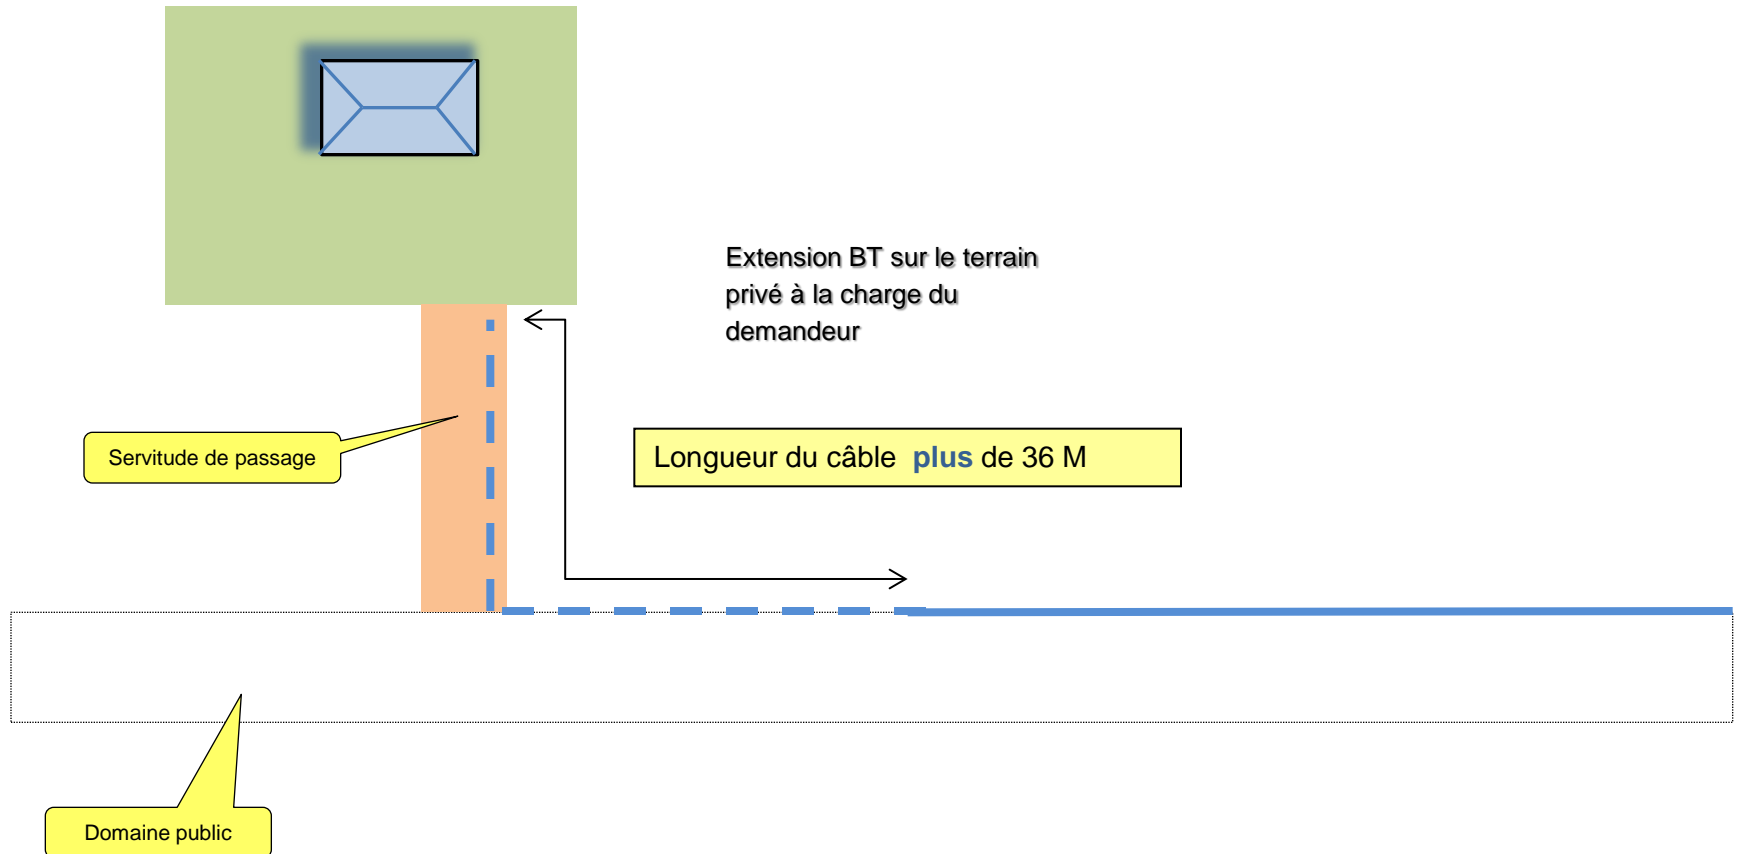 Extension BT sur le terrain
privé à la charge du
demandeur
Servitude de passage
Longueur du câble plus de 36 M
Domaine public